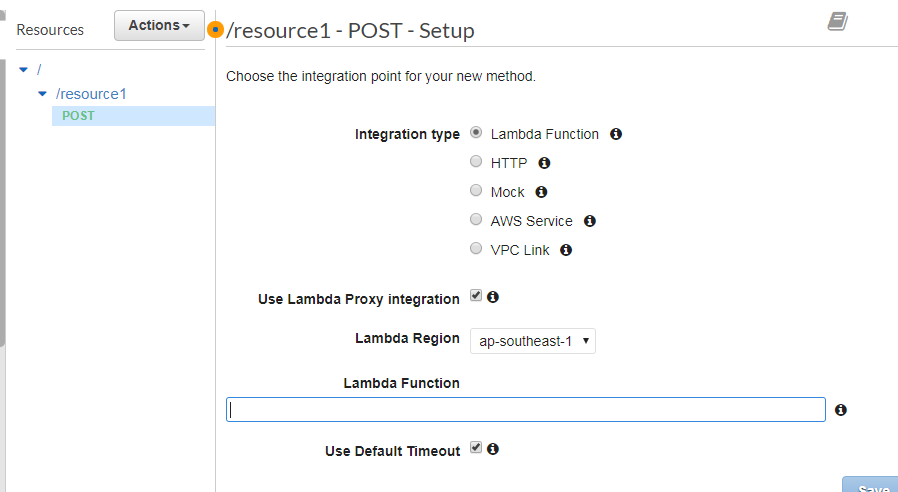 Resources
Actions
/resource1 - POST - Setup
/
/resource1
POST
Choose the integration point for your new method.
Integration type
Lambda Function
HTTP
Mock
AWS Service
VPC Link
Use Lambda Proxy integration
Lambda Region
ap-southeast-1
Lambda Function
Use Default Timeout
Save